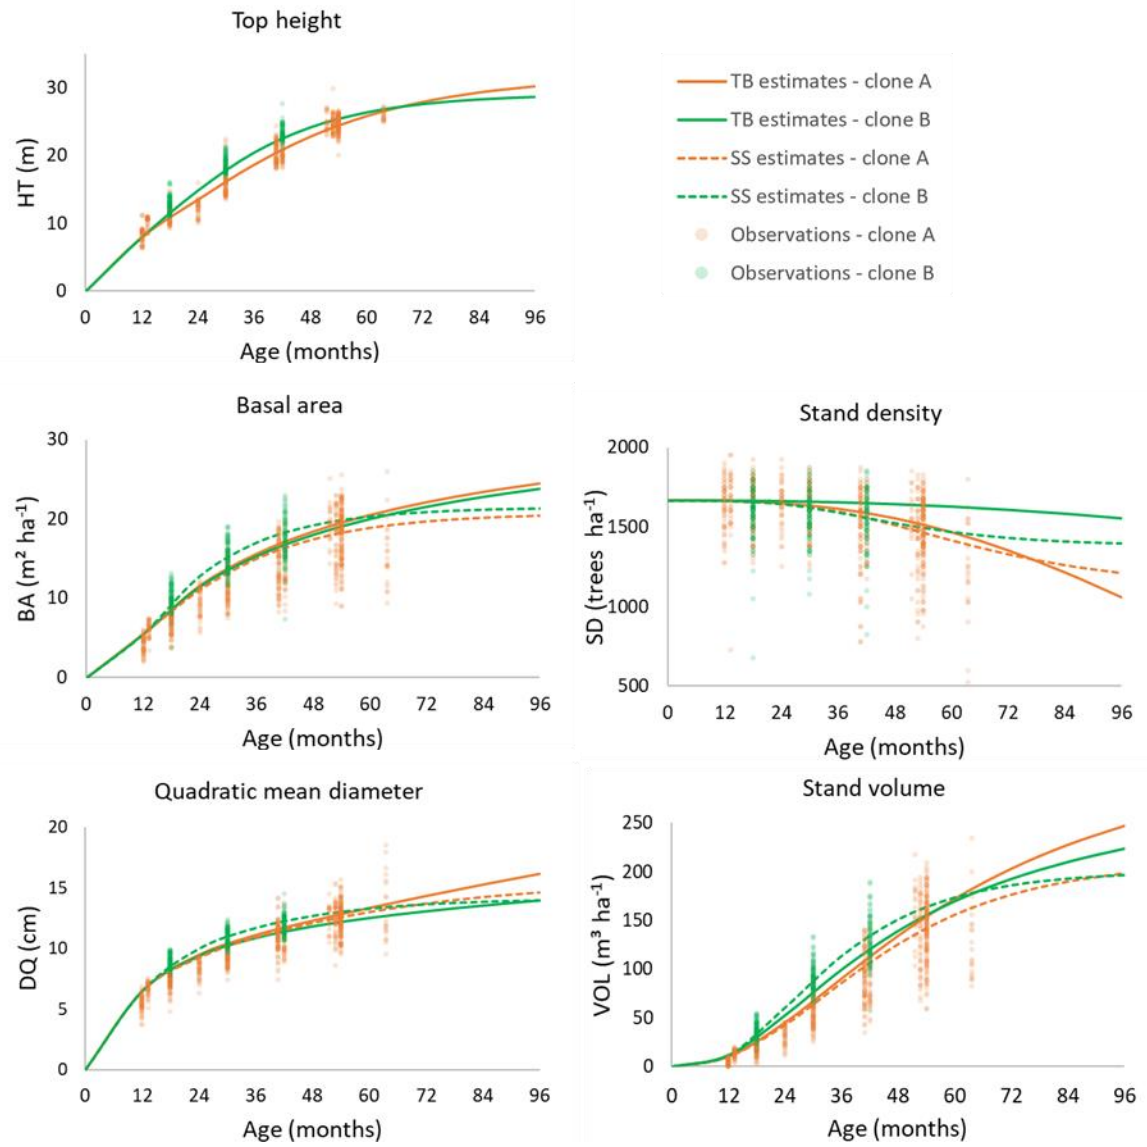 Top height
HT (m)
30
20
10
0
0 12 24 36 48 60 72 84 96
Age (months)
TB estimates - clone A
TB estimates - clone B
SS estimates - clone A
SS estimates - clone B
Observations - clone A
Observations - clone B
Basal area
BA (m² ha⁻¹)
30
20
10
0
0 12 24 36 48 60 72 84 96
Age (months)
Stand density
SD (trees ha⁻¹)
2000
1500
1000
500
0 12 24 36 48 60 72 84 96
Age (months)
Quadratic mean diameter
DQ (cm)
20
15
10
5
0
0 12 24 36 48 60 72 84 96
Age (months)
Stand volume
VOL (m³ ha⁻¹)
250
200
150
100
50
0
0 12 24 36 48 60 72 84 96
Age (months)